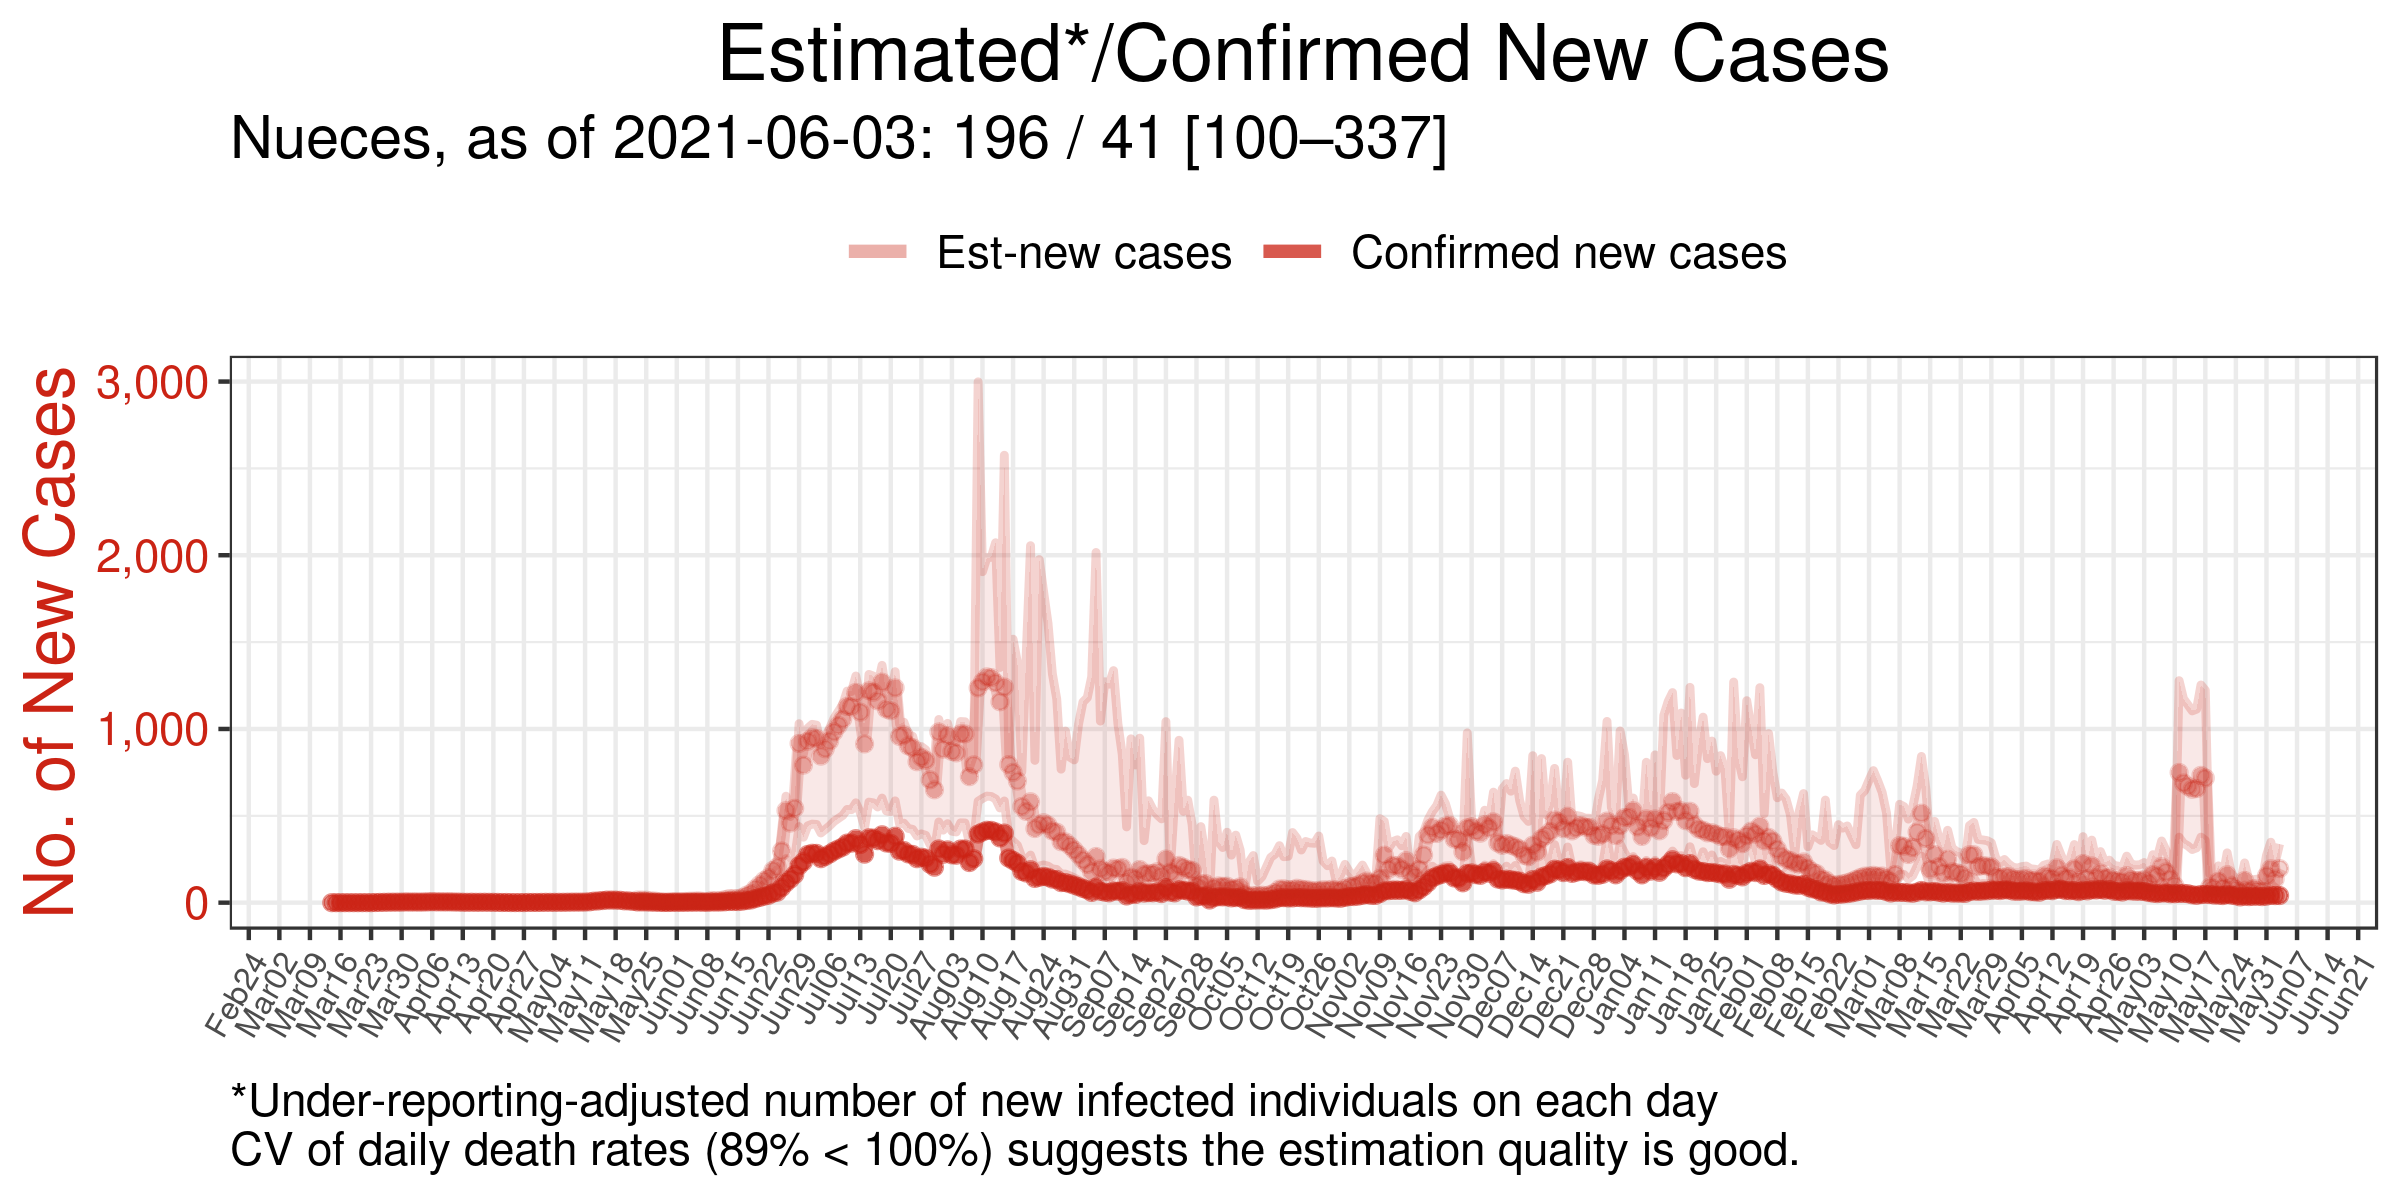 Estimated*/Confirmed New Cases
Nueces, as of 2021-06-03: 196 / 41 [100–337]
Est-new cases Confirmed new cases
No. of New Cases
3,000
2,000
1,000
0
Feb24 Mar02 Mar09 Mar16 Mar23 Mar30 Apr06 Apr13 Apr20 Apr27 May04 May11 May18 May25 Jun01 Jun08 Jun15 Jun22 Jun29 Jul06 Jul13 Jul20 Jul27 Aug03 Aug10 Aug17 Aug24 Aug31 Sep07 Sep14 Sep21 Sep28 Oct05 Oct12 Oct19 Oct26 Nov02 Nov09 Nov16 Nov23 Nov30 Dec07 Dec14 Dec21 Dec28 Jan04 Jan11 Jan18 Jan25 Feb01 Feb08 Feb15 Feb22 Mar01 Mar08 Mar15 Mar22 Mar29 Apr05 Apr12 Apr19 Apr26 May03 May10 May17 May24 May31 Jun07 Jun14 Jun21
*Under-reporting-adjusted number of new infected individuals on each day
CV of daily death rates (89% < 100%) suggests the estimation quality is good.